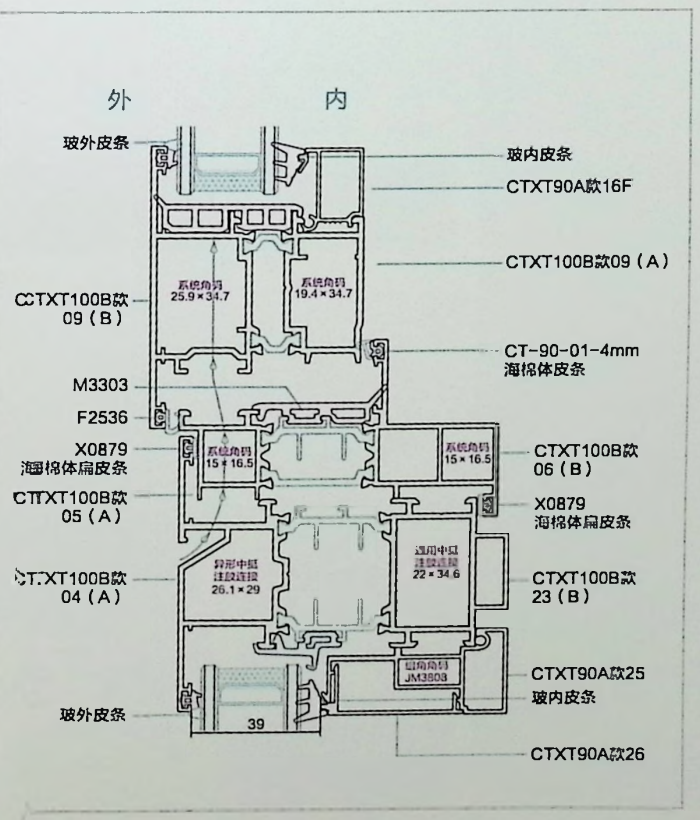 外 内
玻外皮条
玻内皮条
CTXT90A款16F
CTXT100B款09（A）
系统角码
25.9×34.7
系统角码
19.4×34.7
CTXT100B款
09（B）
CT-90-01-4mm
海棉体皮条
M3303
F2536
X0879
海棉体扁皮条
系统角码
15×16.5
系统角码
15×16.5
CTXT100B款
06（B）
CTXT100B款
05（A）
X0879
海棉体扁皮条
异形中梃
注胶连接
26.1×29
通用中梃
注胶连接
22×34.6
CTXT100B款
04（A）
CTXT100B款
23（B）
组角角码
JM3808
CTXT90A款25
玻内皮条
玻外皮条
39
CTXT90A款26